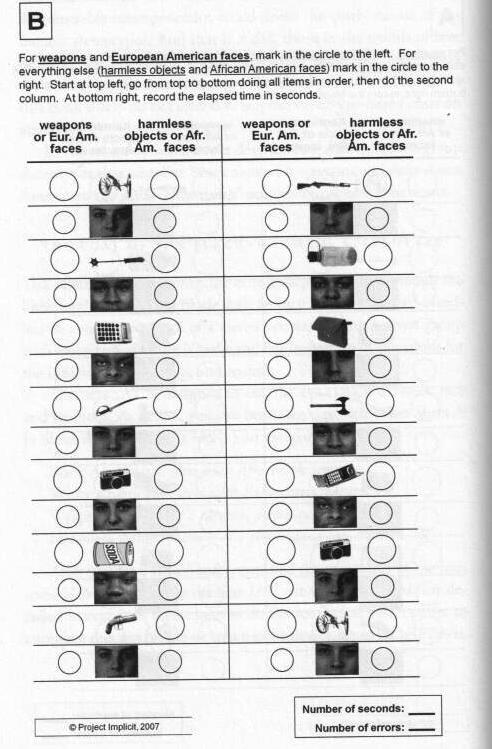 B
For weapons and European American faces, mark in the circle to the left. For
everything else (harmless objects and African American faces) mark in the circle to the
right. Start at top left, go from top to bottom doing all items in order, then do the second
column. At bottom right, record the elapsed time in seconds.
weapons harmless weapons or harmless
or Eur. Am. objects or Afr. Eur. Am. objects or Afr.
faces Am. faces faces Am. faces
SODA
Number of seconds:
Number of errors:
© Project Implicit, 2007